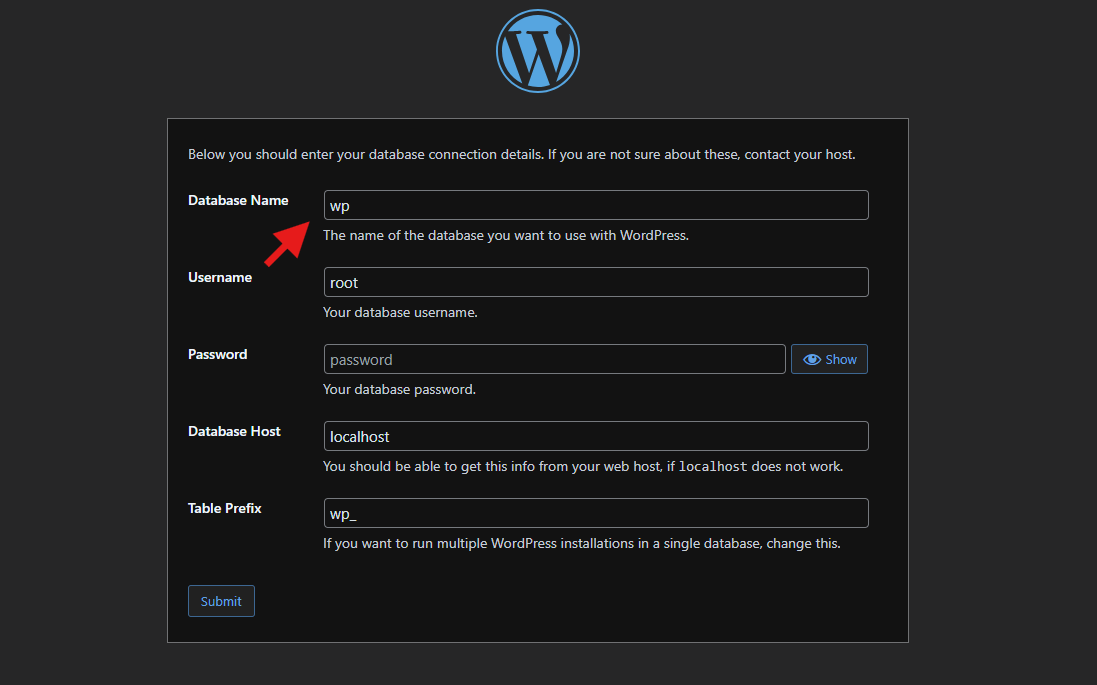 Below you should enter your database connection details. If you are not sure about these, contact your host.
Database Name
wp
The name of the database you want to use with WordPress.
Username
root
Your database username.
Password
password
Show
Your database password.
Database Host
localhost
You should be able to get this info from your web host, if localhost does not work.
Table Prefix
wp_
If you want to run multiple WordPress installations in a single database, change this.
Submit